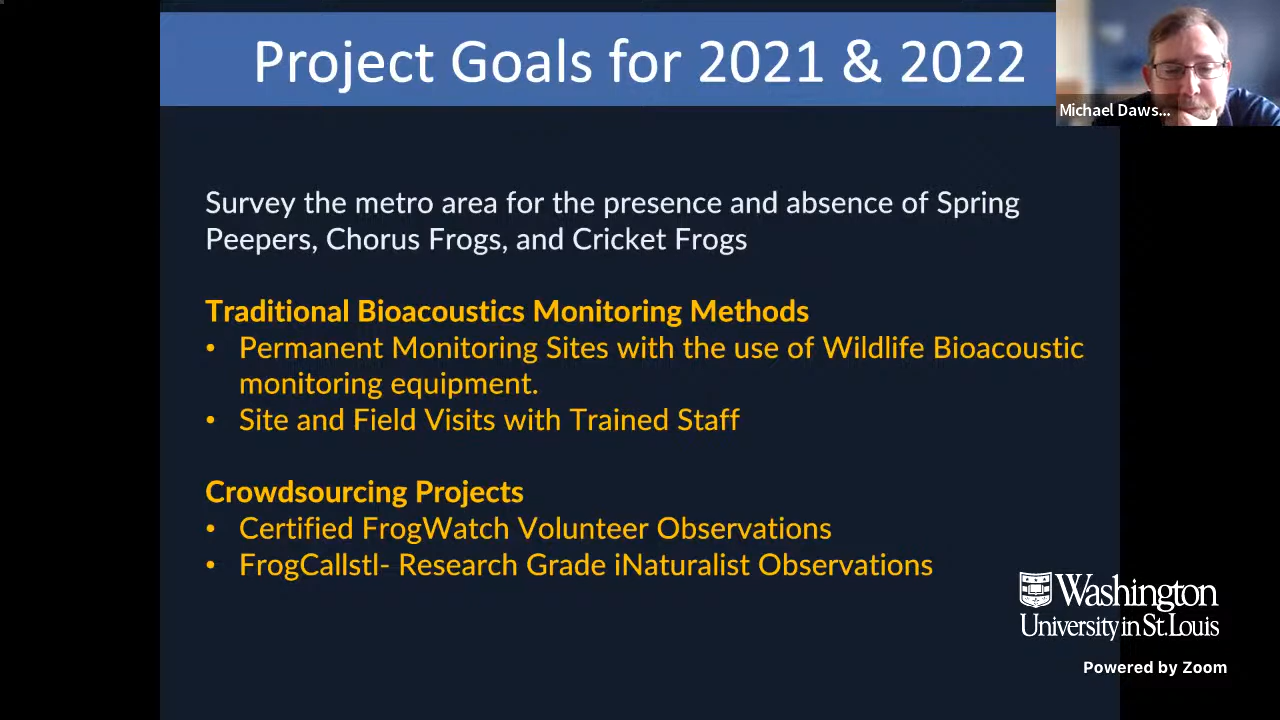 Project Goals for 2021 & 2022
Michael Daws...
Survey the metro area for the presence and absence of Spring
Peepers, Chorus Frogs, and Cricket Frogs
Traditional Bioacoustics Monitoring Methods
• Permanent Monitoring Sites with the use of Wildlife Bioacoustic
monitoring equipment.
• Site and Field Visits with Trained Staff
Crowdsourcing Projects
• Certified FrogWatch Volunteer Observations
• FrogCallstl- Research Grade iNaturalist Observations
Washington
University in St. Louis
Powered by Zoom